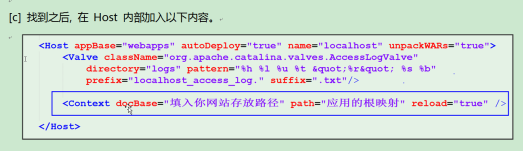 [c] 找到之后, 在 Host 内部加入以下内容。
<Host appBase="webapps" autoDeploy="true" name="localhost" unpackWARs="true">
<Valve className="org.apache.catalina.valves.AccessLogValve"
directory="logs" pattern="%h %l %u %t &quot;%r&quot; %s %b"
prefix="localhost_access_log." suffix=".txt"/>
<Context docBase="填入你网站存放路径" path="应用的根映射" reload="true" />
</Host>